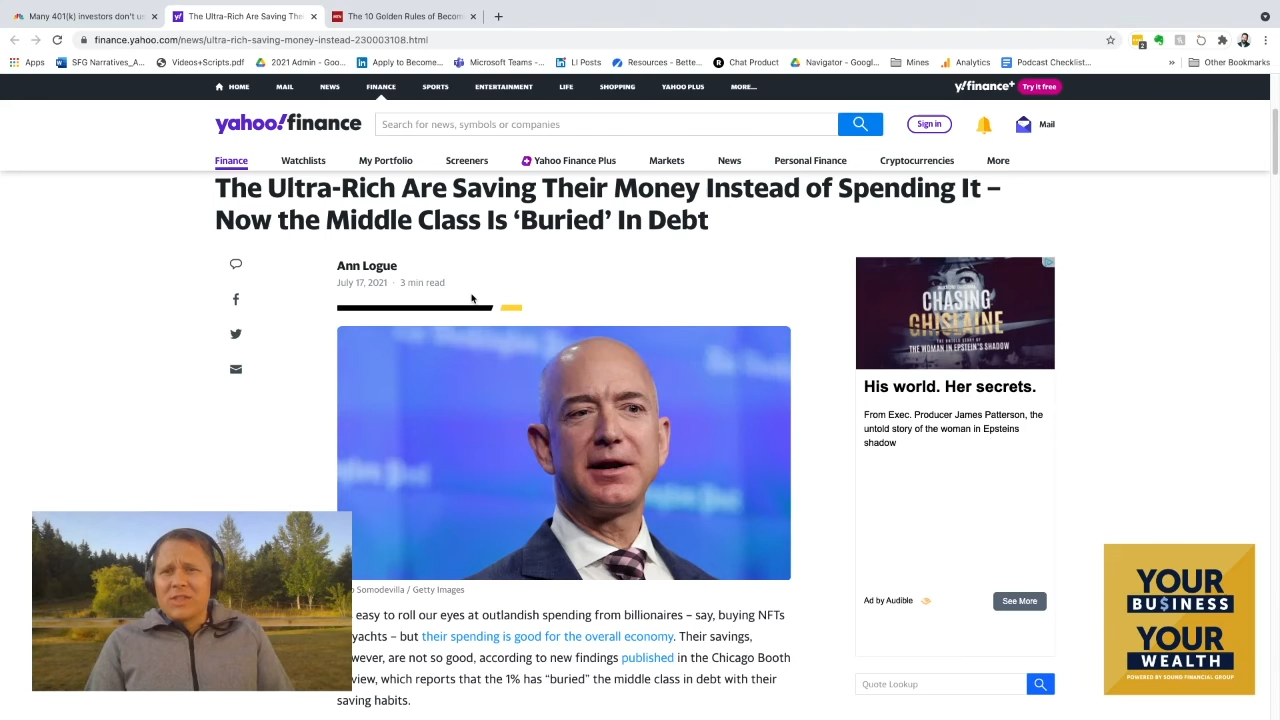 Many 401(k) investors don't us
The Ultra-Rich Are Saving Thei
The 10 Golden Rules of Becom
finance.yahoo.com/news/ultra-rich-saving-money-instead-230003108.html
Apps
SFG Narratives_A...
Videos+Scripts.pdf
2021 Admin - Goo...
Apply to Become...
Microsoft Teams -...
LI Posts
Resources - Bette...
Chat Product
Navigator - Googl...
Mines
Analytics
Podcast Checklist...
»
Other Bookmarks
HOME MAIL NEWS FINANCE SPORTS ENTERTAINMENT LIFE SHOPPING YAHOO PLUS MORE...
y!finance+ Try it free
yahoo!finance
Search for news, symbols or companies
Sign in
Mail
Finance Watchlists My Portfolio Screeners Yahoo Finance Plus Markets News Personal Finance Cryptocurrencies More
The Ultra-Rich Are Saving Their Money Instead of Spending It –
Now the Middle Class Is ‘Buried’ In Debt
Ann Logue
July 17, 2021 · 3 min read
CHASING
GHISLAINE
THE UNTOLD STORY OF
THE WOMAN IN EPSTEIN'S SHADOW
His world. Her secrets.
From Exec. Producer James Patterson, the
untold story of the woman in Epsteins
shadow
Ad by Audible
See More
Quote Lookup
Somodevilla / Getty Images
easy to roll our eyes at outlandish spending from billionaires – say, buying NFTs
yachts – but their spending is good for the overall economy. Their savings,
wever, are not so good, according to new findings published in the Chicago Booth
view, which reports that the 1% has “buried” the middle class in debt with their
saving habits.
YOUR
BU$INESS
YOUR
WEALTH
POWERED BY SOUND FINANCIAL GROUP